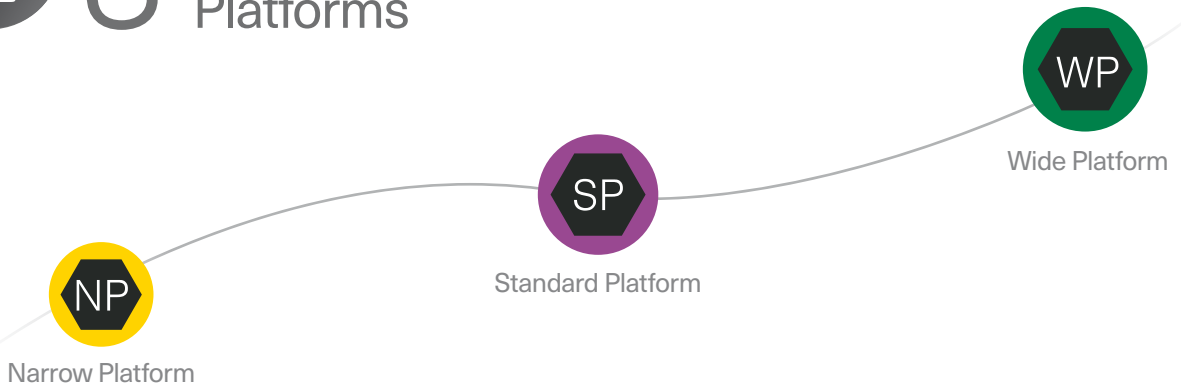 Platforms
WP
Wide Platform
SP
Standard Platform
NP
Narrow Platform